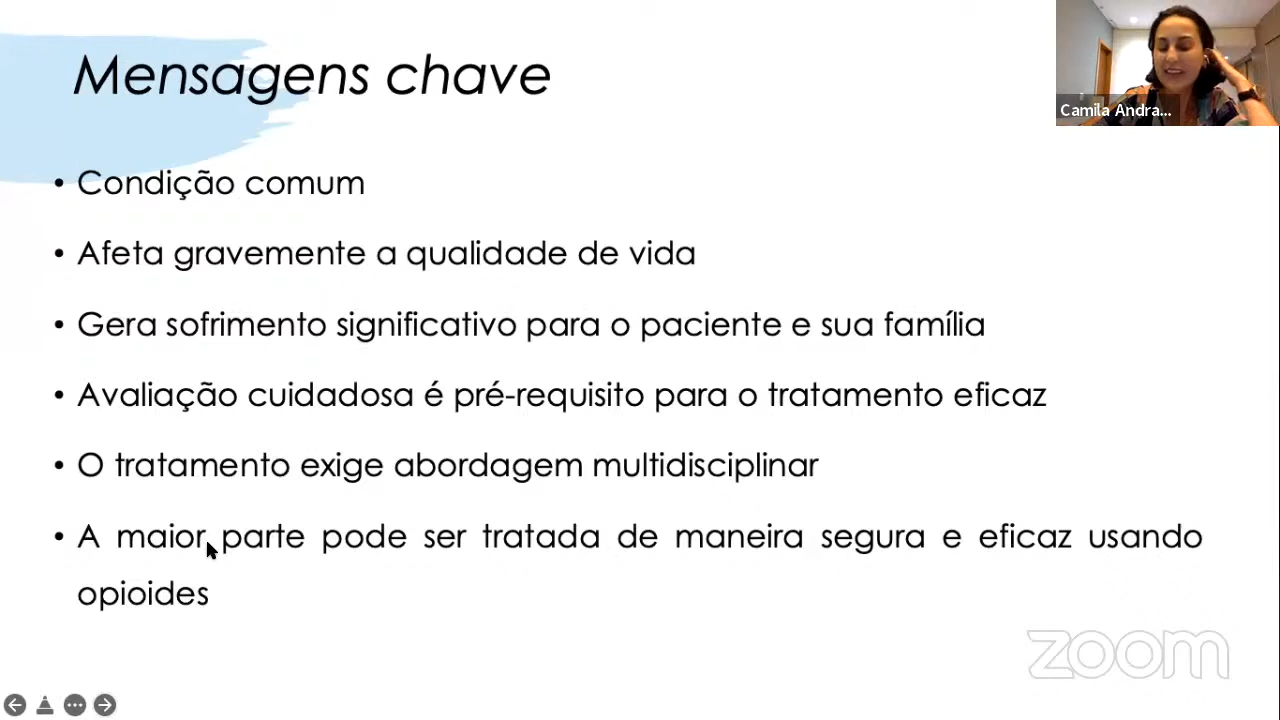 Mensagens chave
Camila Andra...
• Condição comum
• Afeta gravemente a qualidade de vida
• Gera sofrimento significativo para o paciente e sua família
• Avaliação cuidadosa é pré-requisito para o tratamento eficaz
• O tratamento exige abordagem multidisciplinar
• A maior parte pode ser tratada de maneira segura e eficaz usando
opioides
zoom